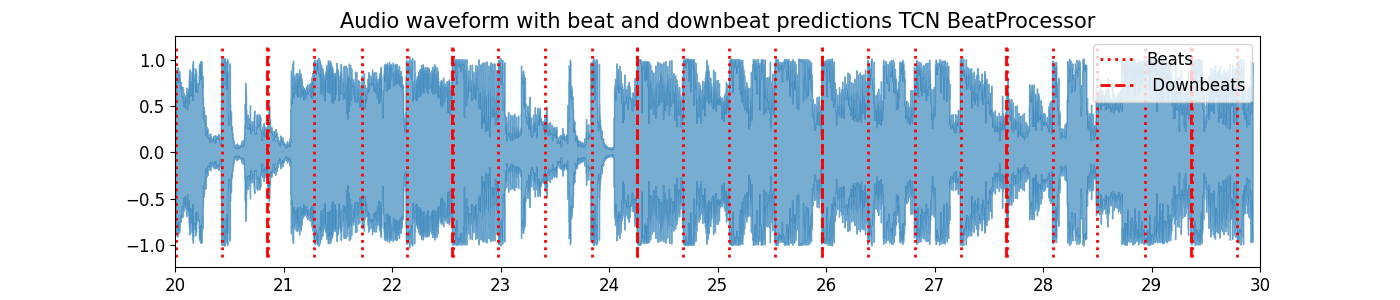 Audio waveform with beat and downbeat predictions TCN BeatProcessor
1.0
0.5
0.0
−0.5
−1.0
Beats
Downbeats
20 21 22 23 24 25 26 27 28 29 30